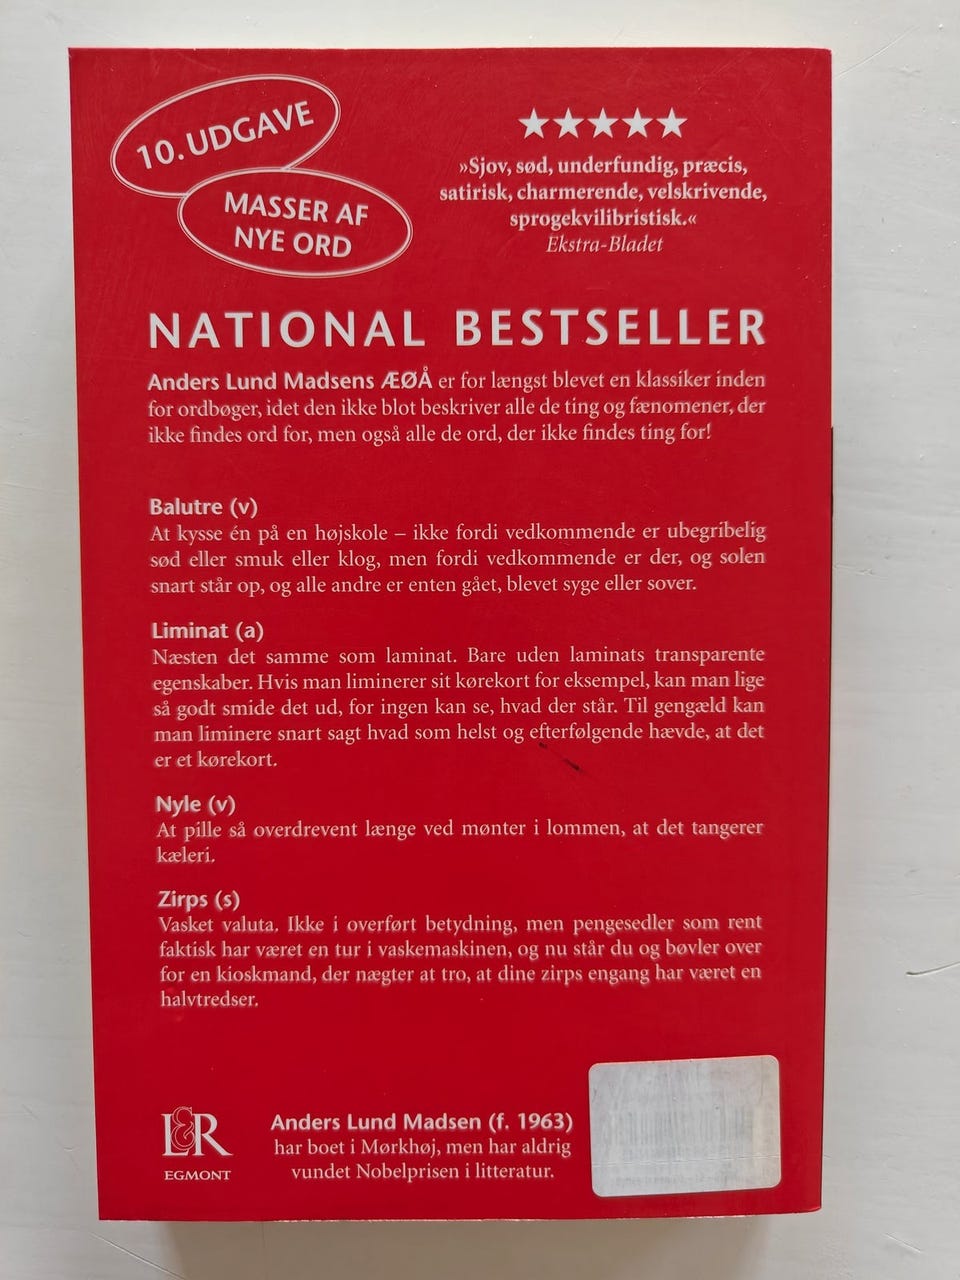 10. UDGAVE
MASSER AF
NYE ORD
»Sjov, sød, underfundig, præcis,
satirisk, charmerende, velskrivende,
sprogekvilibristisk.«
Ekstra-Bladet
NATIONAL BESTSELLER
Anders Lund Madsens ÆØÅ er for længst blevet en klassiker inden
for ordbøger, idet den ikke blot beskriver alle de ting og fænomener, der
ikke findes ord for, men også alle de ord, der ikke findes ting for!
Balutre (v)
At kysse én på en højskole – ikke fordi vedkommende er ubegribelig
sød eller smuk eller klog, men fordi vedkommende er der, og solen
snart står op, og alle andre er enten gået, blevet syge eller sover.
Liminat (a)
Næsten det samme som laminat. Bare uden laminats transparente
egenskaber. Hvis man liminerer sit kørekort for eksempel, kan man lige
så godt smide det ud, for ingen kan se, hvad der står. Til gengæld kan
man liminere snart sagt hvad som helst og efterfølgende hævde, at det
er et kørekort.
Nyle (v)
At pille så overdrevent længe ved mønter i lommen, at det tangerer
kæleri.
Zirps (s)
Vasket valuta. Ikke i overført betydning, men pengesedler som rent
faktisk har været en tur i vaskemaskinen, og nu står du og bøvler over
for en kioskmand, der nægter at tro, at dine zirps engang har været en
halvtredser.
L&R
EGMONT
Anders Lund Madsen (f. 1963)
har boet i Mørkhøj, men har aldrig
vundet Nobelprisen i litteratur.